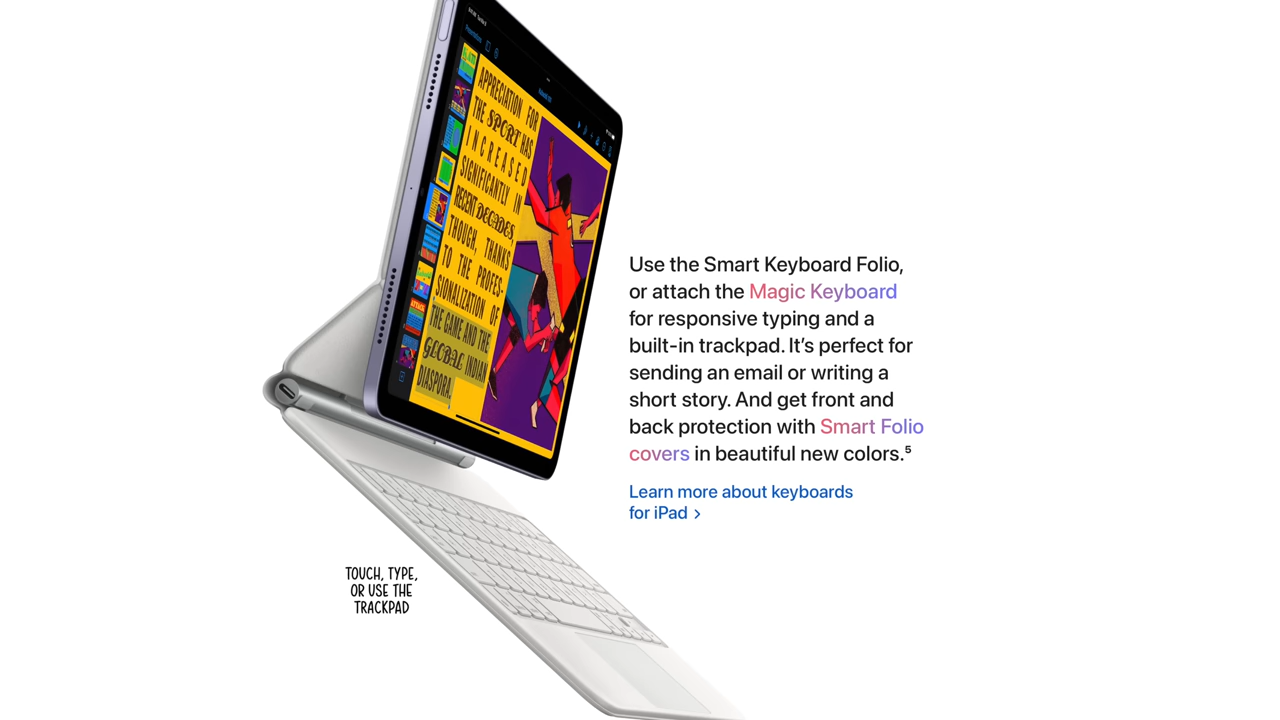 APPRECIATION FOR
THE SPORT HAS
INCREASED
SIGNIFICANTLY IN
RECENT DECADES,
THOUGH, THANKS
TO THE PROFES-
SIONALIZATION OF
THE GAME AND THE
GLOBAL INDIAN
DIASPORA.
Use the Smart Keyboard Folio,
or attach the Magic Keyboard
for responsive typing and a
built-in trackpad. It’s perfect for
sending an email or writing a
short story. And get front and
back protection with Smart Folio
covers in beautiful new colors.⁵
Learn more about keyboards
for iPad >
TOUCH, TYPE,
OR USE THE
TRACKPAD